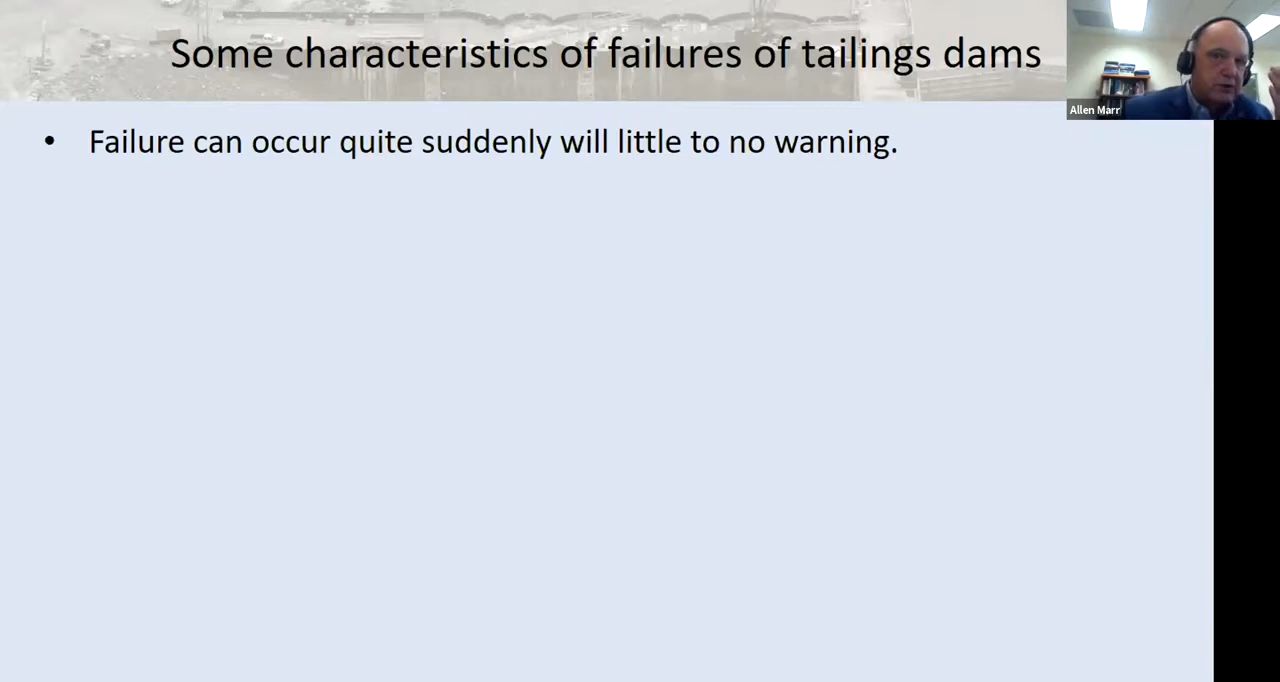 Some characteristics of failures of tailings dams
Allen Marr
• Failure can occur quite suddenly will little to no warning.